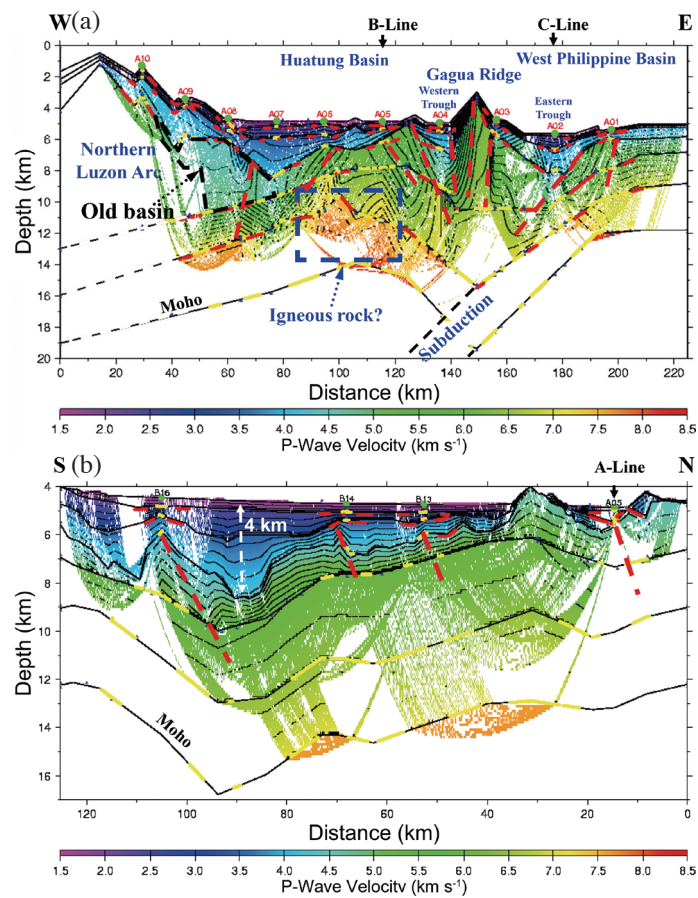 W (a) B-Line C-Line E
Huatung Basin West Philippine Basin
Gagua Ridge
Western Trough
Eastern Trough
A10 A09 A08 A07 A06 A05 A04 A03 A02 A01
Northern Luzon Arc
Old basin
Moho
Igneous rock?
Subduction
0 2 4 6 8 10 12 14 16 18 20
Depth (km)
0 20 40 60 80 100 120 140 160 180 200 220
Distance (km)
1.5 2.0 2.5 3.0 3.5 4.0 4.5 5.0 5.5 6.0 6.5 7.0 7.5 8.0 8.5
P-Wave Velocity (km s⁻¹)
S (b) A-Line N
B16 B14 B13 A05
4 km
Moho
4 6 8 10 12 14 16
Depth (km)
120 100 80 60 40 20 0
Distance (km)
1.5 2.0 2.5 3.0 3.5 4.0 4.5 5.0 5.5 6.0 6.5 7.0 7.5 8.0 8.5
P-Wave Velocity (km s⁻¹)